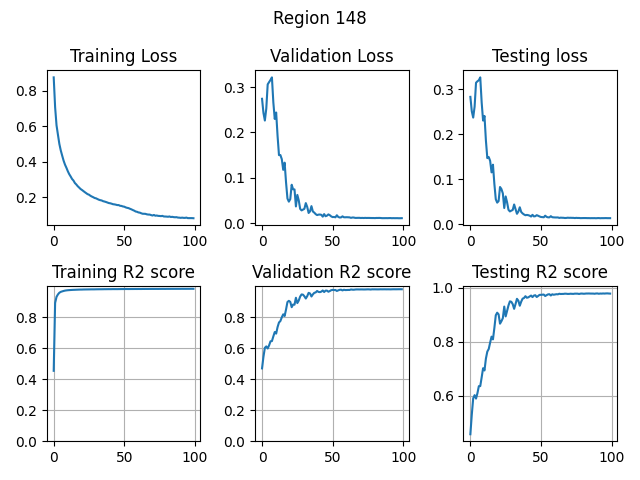 Region 148
Training Loss
Validation Loss
Testing loss
0.8
0.6
0.4
0.2
0 50 100
0.3
0.2
0.1
0.0
0 50 100
0.3
0.2
0.1
0.0
0 50 100
Training R2 score
Validation R2 score
Testing R2 score
0.8
0.6
0.4
0.2
0.0
0 50 100
0.8
0.6
0.4
0.2
0.0
0 50 100
1.0
0.8
0.6
0 50 100